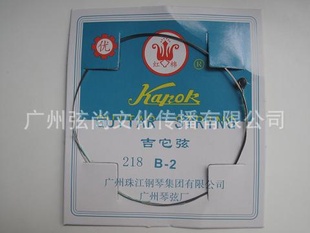 优
红棉
®
Kapok
GUITAR STRING
广州弦尚文化传播有限公司
吉它弦
218 B-2
广州珠江钢琴集团有限公司
广州琴弦厂